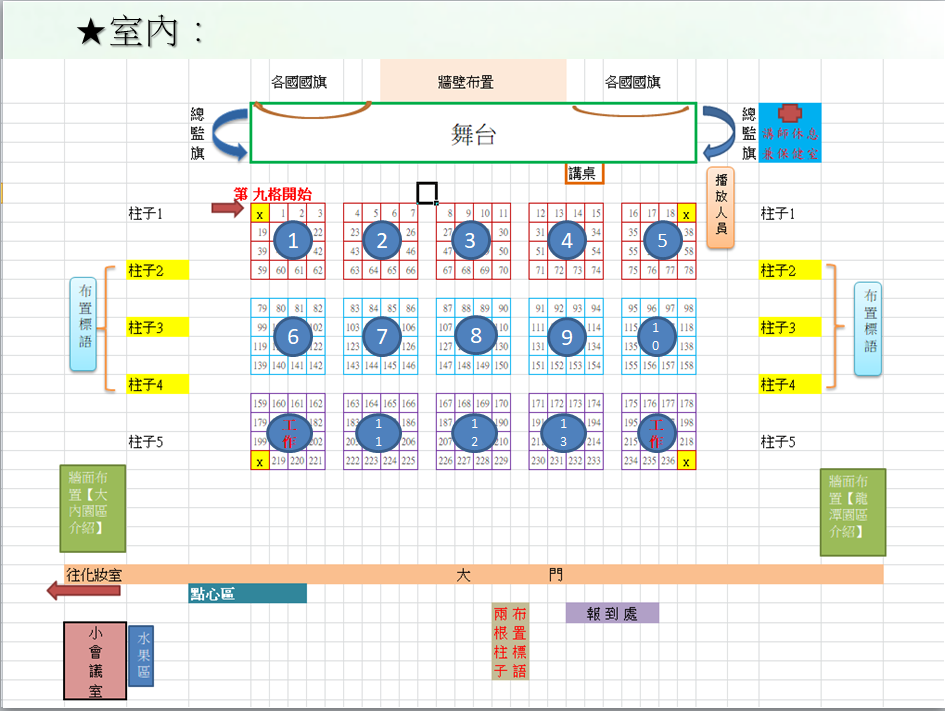 ★室內：
各國國旗
牆壁布置
各國國旗
總監旗
舞台
總監旗
講師休息
兼保健室
講桌
播放人員
第 九格開始
柱子1
柱子1
x 1 2 3
4 5 6 7
8 9 10 11
12 13 14 15
16 17 18 x
19 22
23 26
27 30
31 34
35 38
1
2
3
4
5
39 42
43 46
47 50
51 54
55 58
59 60 61 62
63 64 65 66
67 68 69 70
71 72 73 74
75 76 77 78
柱子2
柱子2
布置標語
布置標語
79 80 81 82
83 84 85 86
87 88 89 90
91 92 93 94
95 96 97 98
柱子3
柱子3
99 102
103 106
107 110
111 114
115 118
6
7
8
9
10
119 122
123 126
127 130
131 134
135 138
139 140 141 142
143 144 145 146
147 148 149 150
151 152 153 154
155 156 157 158
柱子4
柱子4
159 160 161 162
163 164 165 166
167 168 169 170
171 172 173 174
175 176 177 178
179 182
183 186
187 190
191 194
195 198
工作
11
12
13
工作
柱子5
柱子5
199 202
203 206
207 210
211 214
215 218
x 219 220 221
222 223 224 225
226 227 228 229
230 231 232 233
234 235 236 x
牆面布
置【大
內園區
介紹】
牆面布
置【龍
潭園區
介紹】
往化妝室
大 門
點心區
布置標語
兩根柱子
報到處
小會議室
水果區